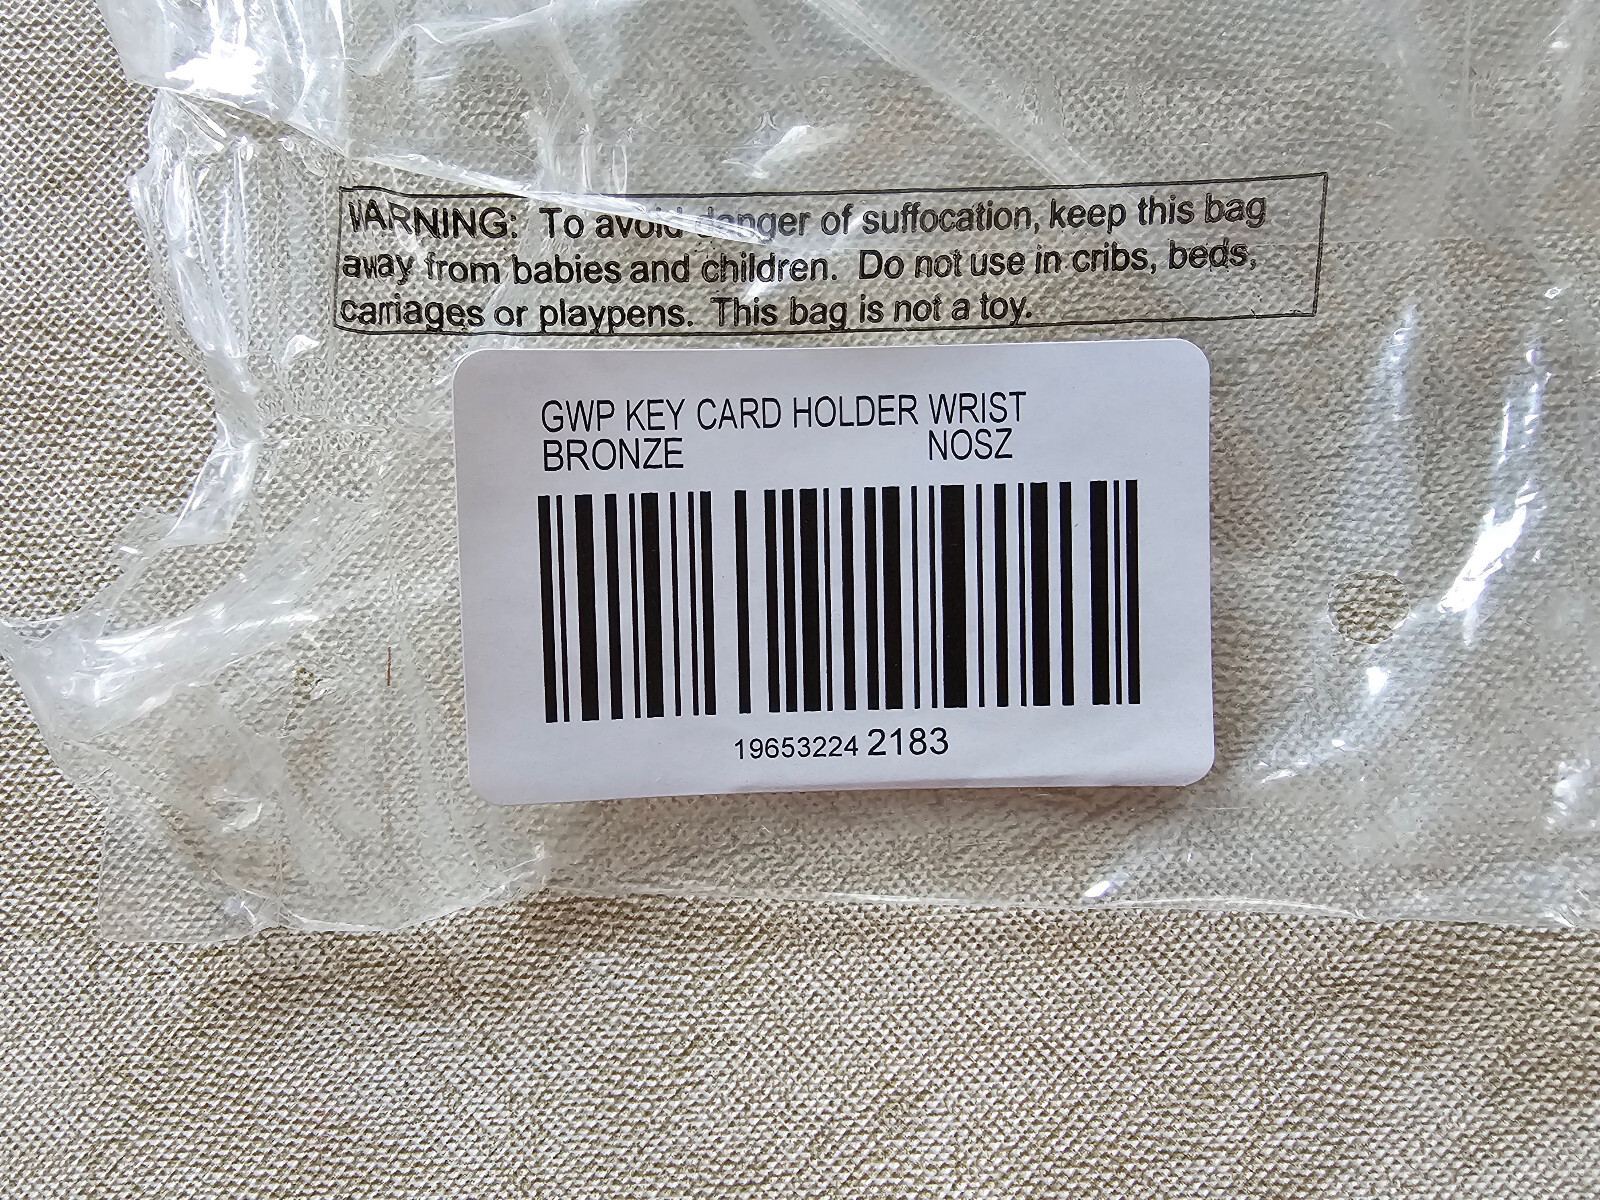 WARNING: To avoid danger of suffocation, keep this bag
away from babies and children. Do not use in cribs, beds,
carriages or playpens. This bag is not a toy.
GWP KEY CARD HOLDER WRIST
BRONZE NOSZ
19653224 2183